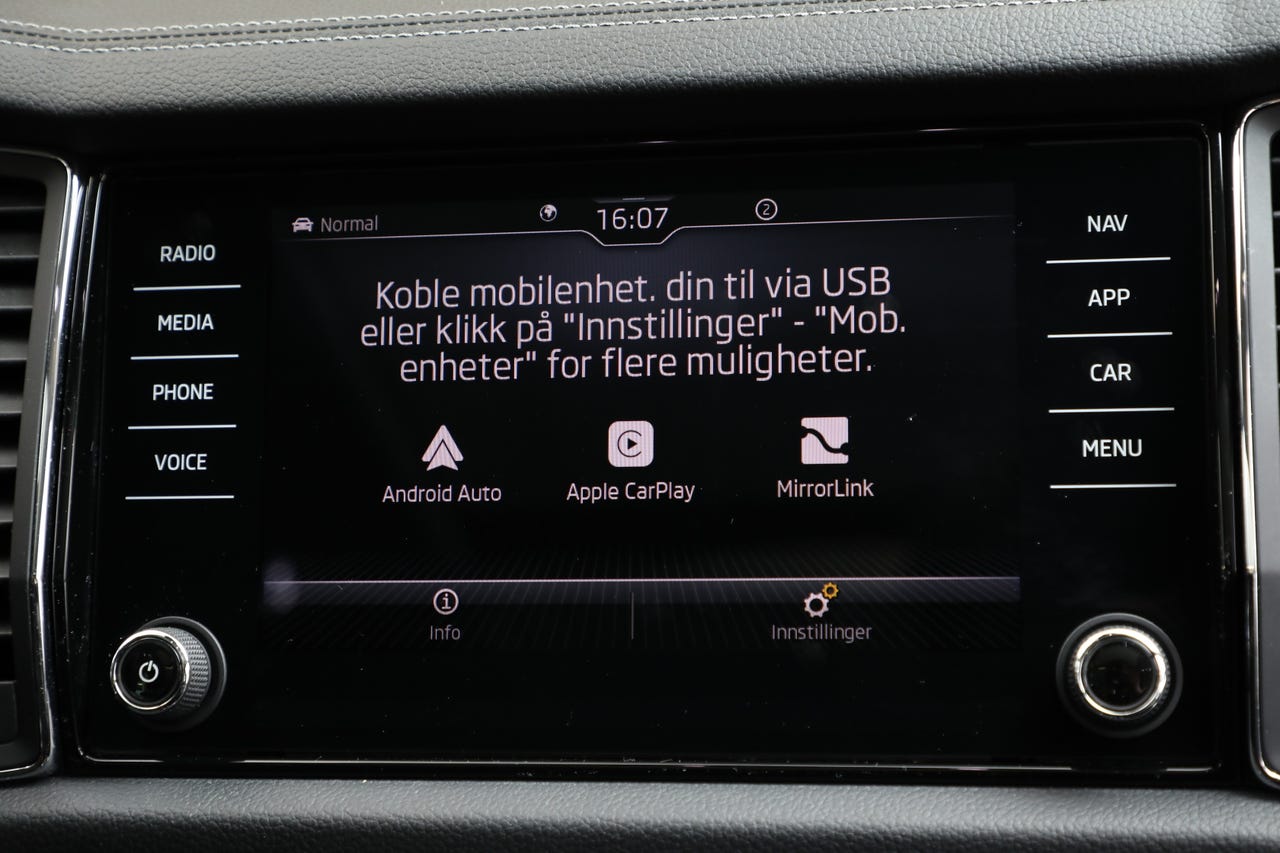 Normal
16:07
2
RADIO
MEDIA
PHONE
VOICE
Koble mobilenhet. din til via USB
eller klikk på "Innstillinger" - "Mob.
enheter" for flere muligheter.
Android Auto
Apple CarPlay
MirrorLink
i
Info
Innstillinger
NAV
APP
CAR
MENU